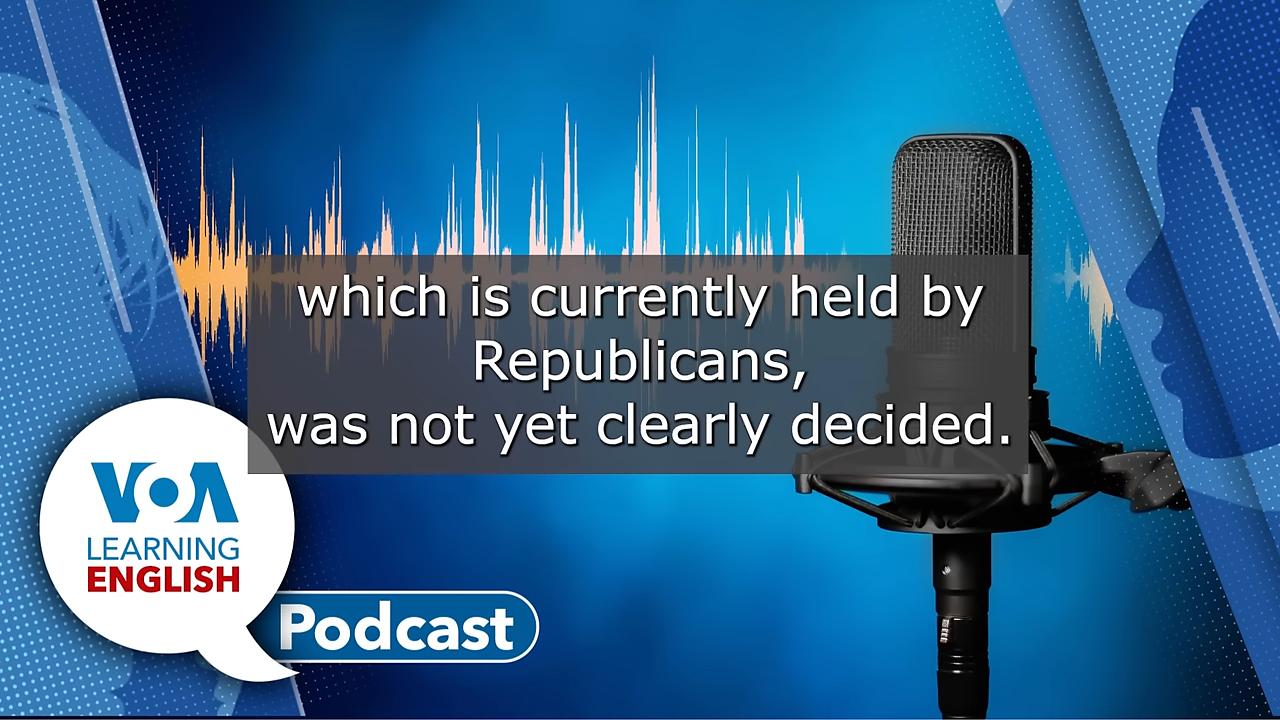 which is currently held by
Republicans,
was not yet clearly decided.
VOA
LEARNING
ENGLISH
Podcast